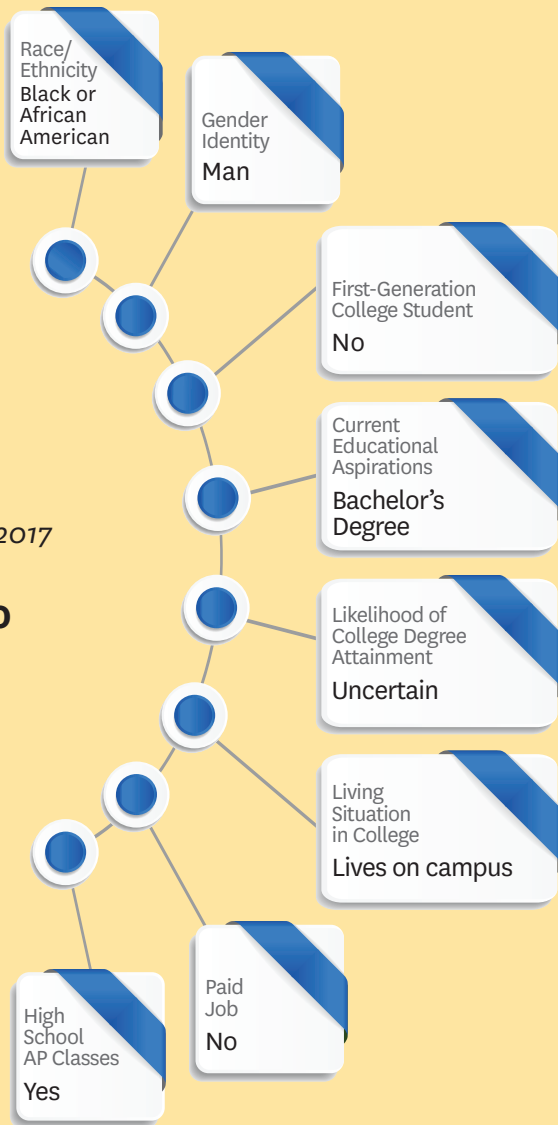 Race/
Ethnicity
Black or
African
American
Gender
Identity
Man
First-Generation
College Student
No
Current
Educational
Aspirations
Bachelor’s
Degree
2017
Likelihood of
College Degree
Attainment
Uncertain
Living
Situation
in College
Lives on campus
Paid
Job
No
High
School
AP Classes
Yes